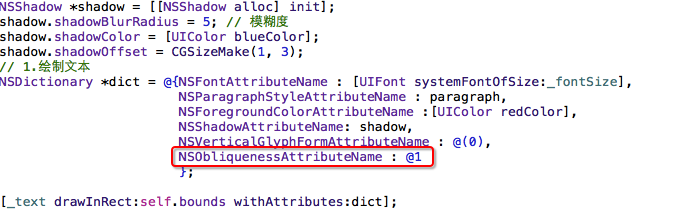 NSShadow *shadow = [[NSShadow alloc] init];
shadow.shadowBlurRadius = 5; // 模糊度
shadow.shadowColor = [UIColor blueColor];
shadow.shadowOffset = CGSizeMake(1, 3);
// 1.绘制文本
NSDictionary *dict = @{NSFontAttributeName : [UIFont systemFontOfSize:_fontSize],
NSParagraphStyleAttributeName : paragraph,
NSForegroundColorAttributeName :[UIColor redColor],
NSShadowAttributeName: shadow,
NSVerticalGlyphFormAttributeName : @(0),
NSObliquenessAttributeName : @1
};
[_text drawInRect:self.bounds withAttributes:dict];